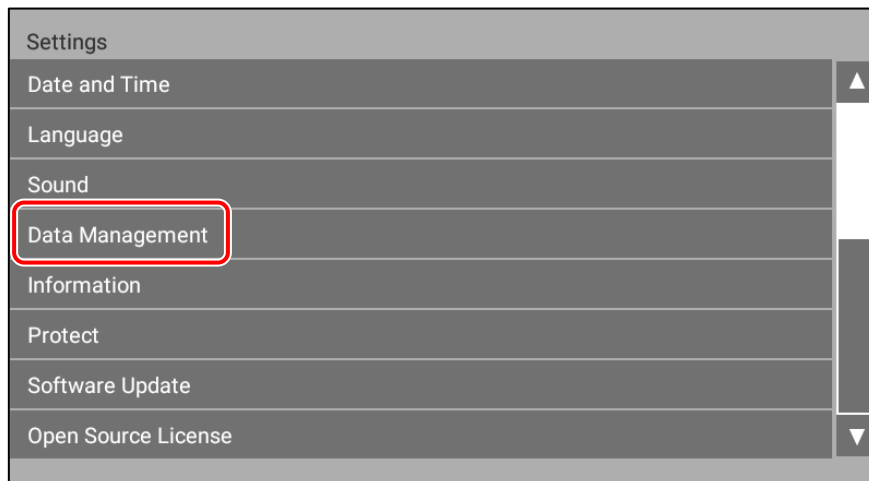 Settings
Date and Time
Language
Sound
Data Management
Information
Protect
Software Update
Open Source License